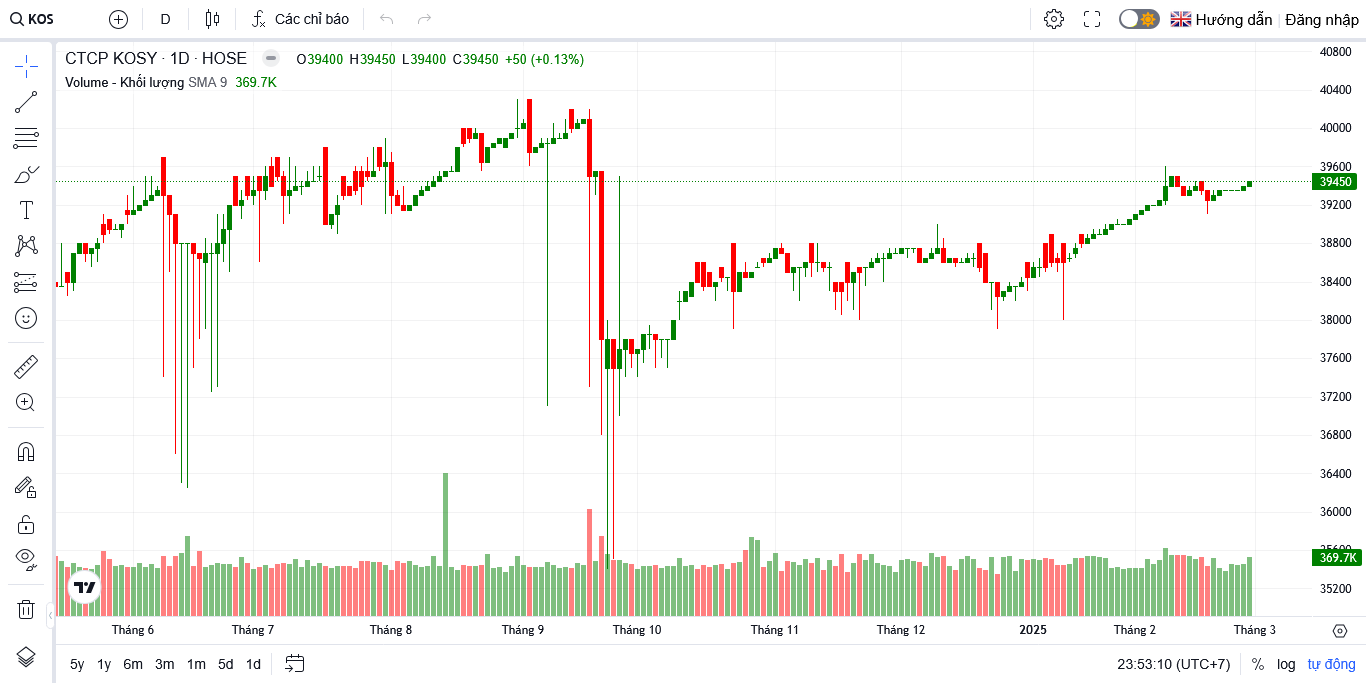 KOS D Các chỉ báo Hướng dẫn Đăng nhập
CTCP KOSY · 1D · HOSE O39400 H39450 L39400 C39450 +50 (+0.13%)
Volume - Khối lượng SMA 9 369.7K
40800
40400
40000
39600
39450
39200
38800
38400
38000
37600
37200
36800
36400
36000
35600
369.7K
35200
Tháng 6 Tháng 7 Tháng 8 Tháng 9 Tháng 10 Tháng 11 Tháng 12 2025 Tháng 2 Tháng 3
5y 1y 6m 3m 1m 5d 1d 23:53:10 (UTC+7) % log tự động